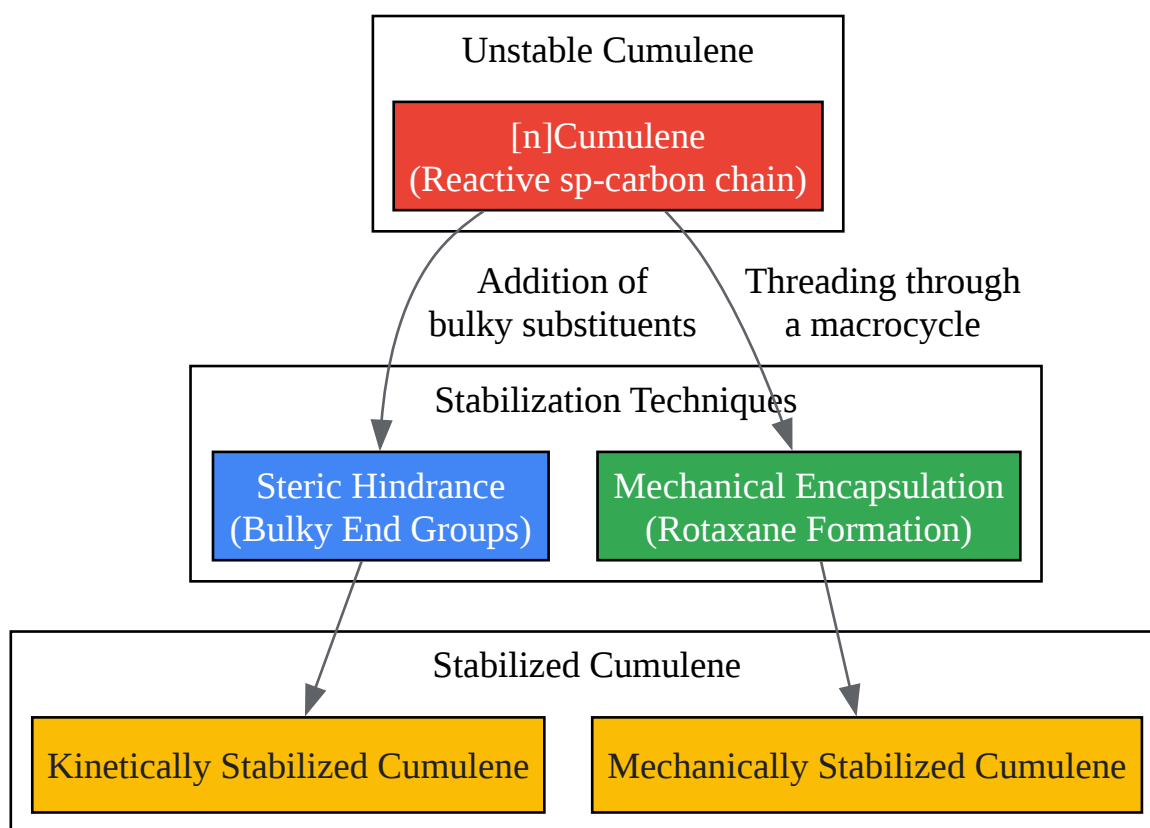 Unstable Cumulene
[n]Cumulene
(Reactive sp-carbon chain)
Addition of
bulky substituents
Threading through
a macrocycle
Stabilization Techniques
Steric Hindrance
(Bulky End Groups)
Mechanical Encapsulation
(Rotaxane Formation)
Stabilized Cumulene
Kinetically Stabilized Cumulene
Mechanically Stabilized Cumulene